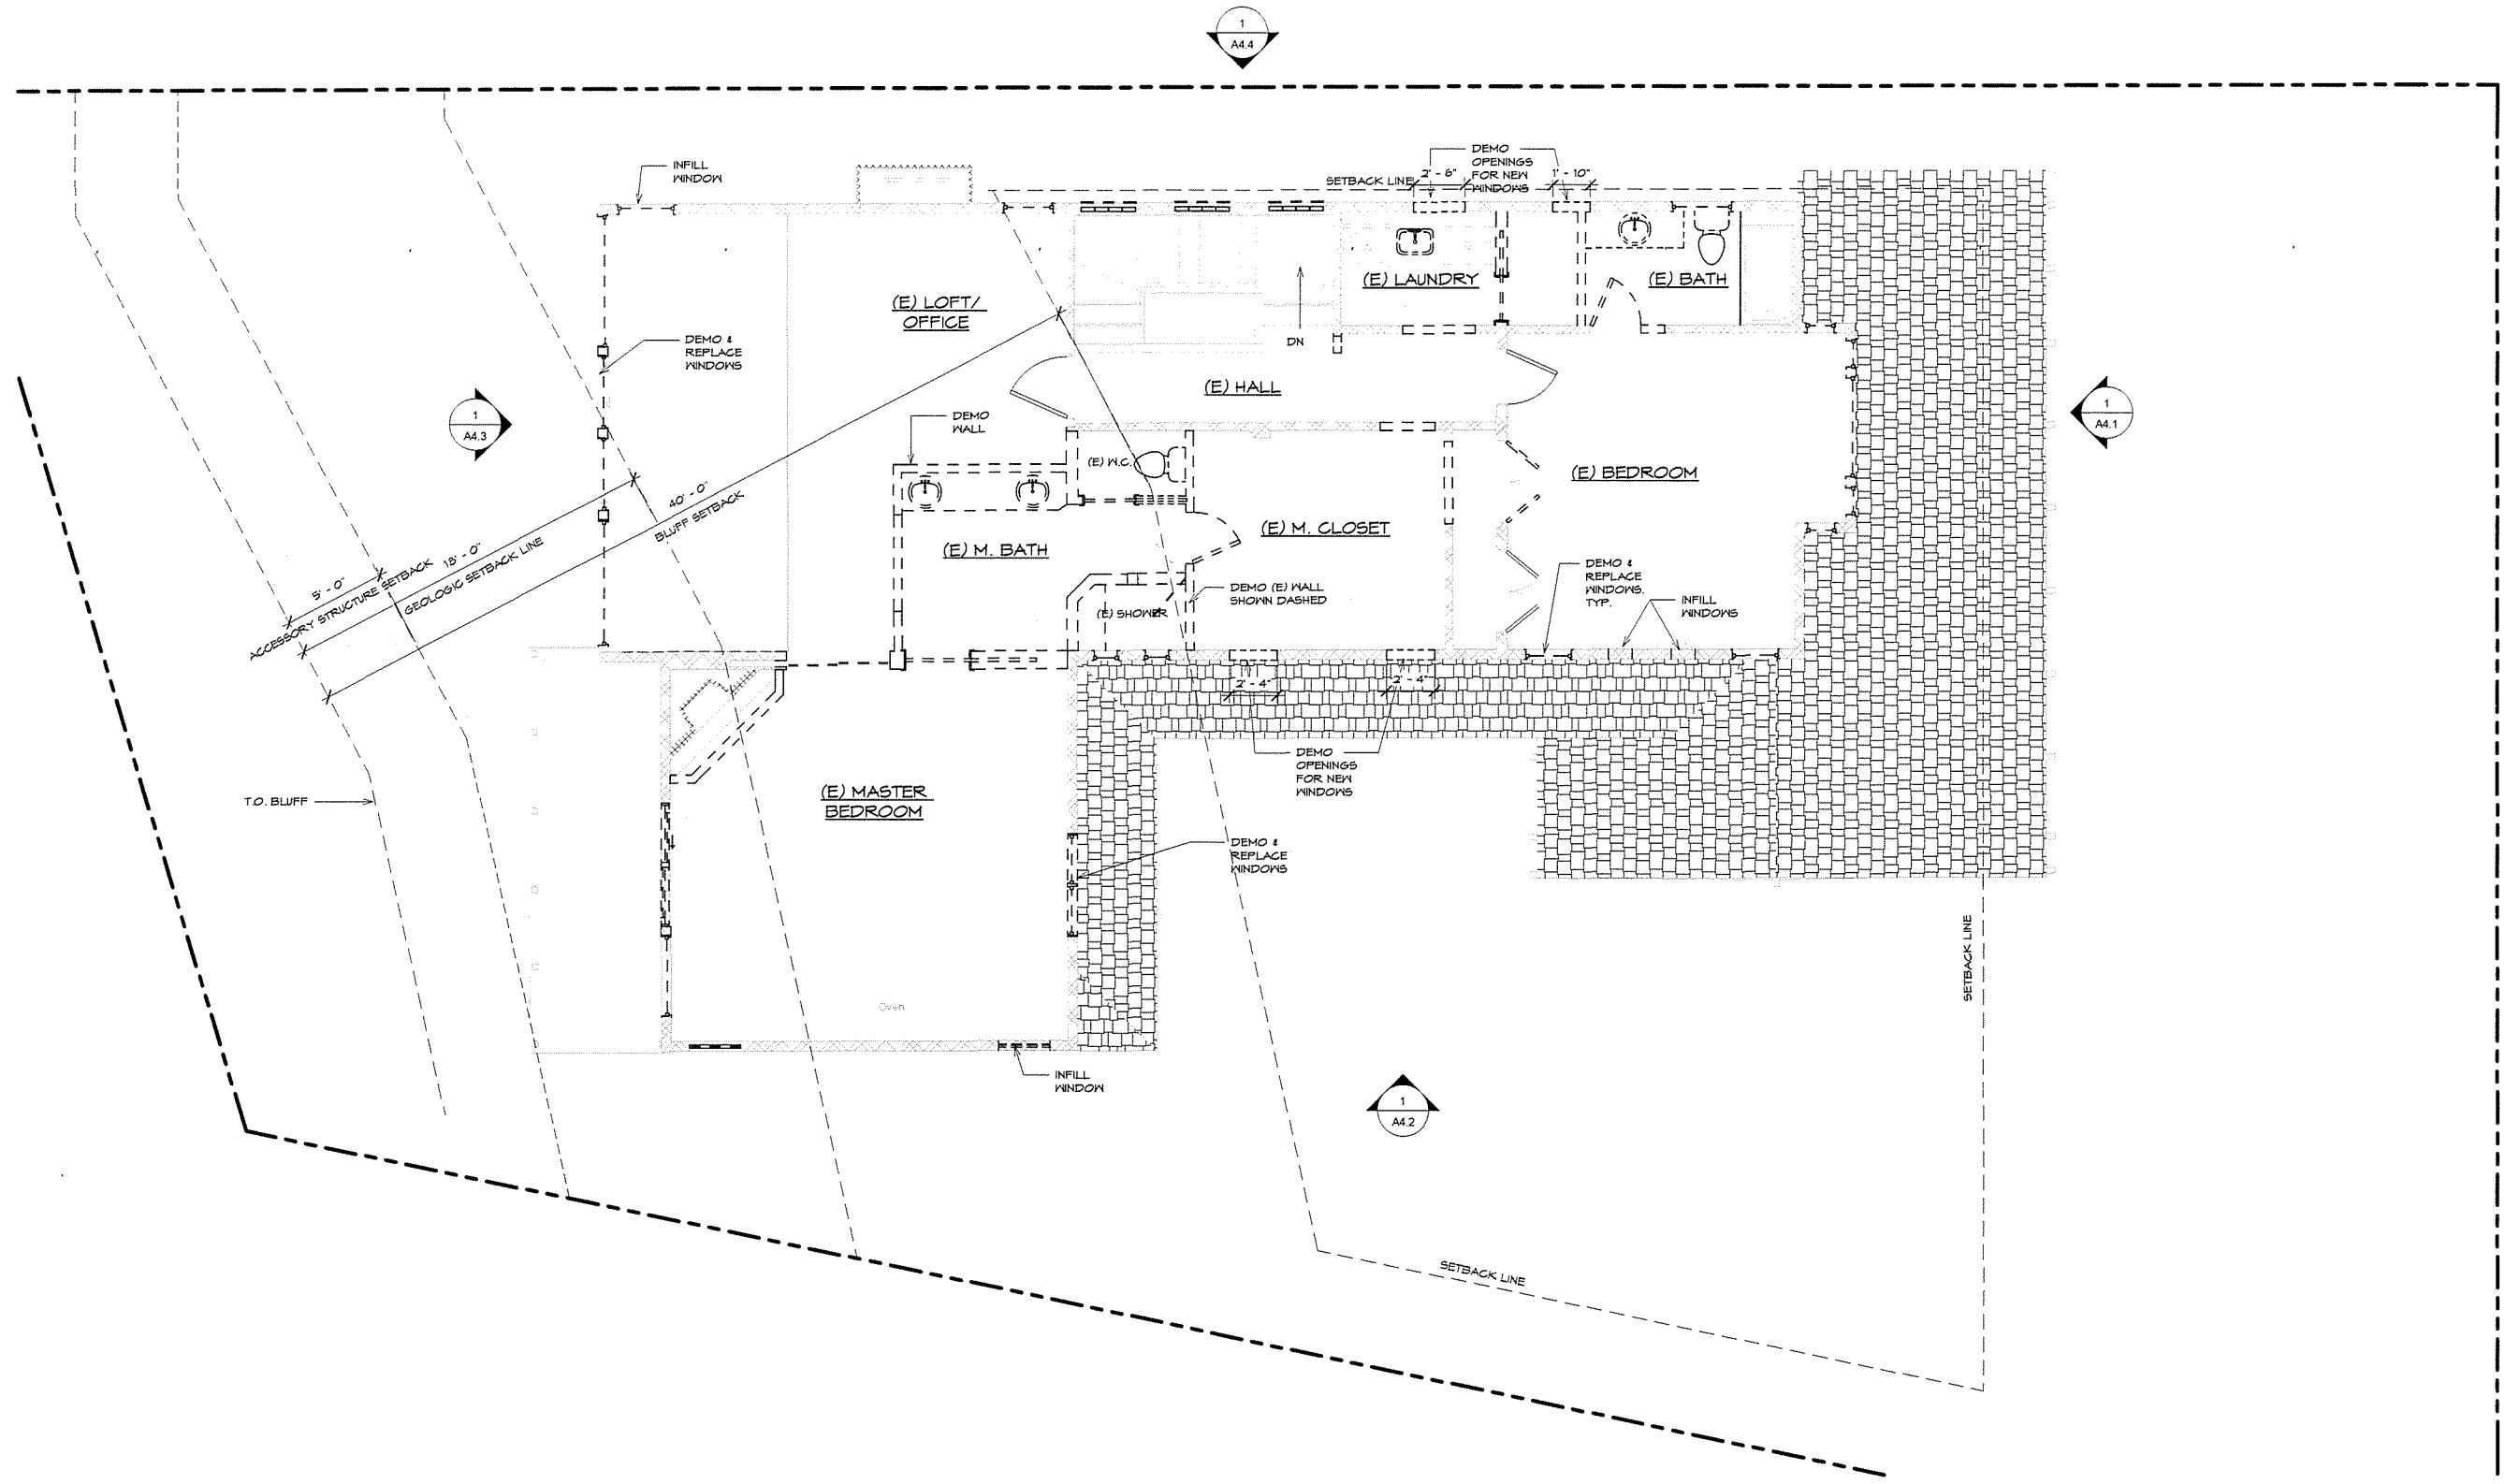 1
A4.4
INFILL
WINDOW
DEMO
OPENINGS
FOR NEW
WINDOWS
SETBACK LINE
2' - 6"
1' - 10"
(E) LOFT/
OFFICE
(E) LAUNDRY
(E) BATH
DEMO &
REPLACE
WINDOWS
DN
(E) HALL
1
A4.3
1
A4.1
DEMO
WALL
(E) W.C.
(E) BEDROOM
40' - 0"
BLUFF SETBACK
(E) M. CLOSET
(E) M. BATH
15' - 0"
GEOLOGIC SETBACK LINE
5' - 0"
ACCESSORY STRUCTURE SETBACK
DEMO &
REPLACE
WINDOWS.
TYP.
INFILL
WINDOWS
DEMO (E) WALL
SHOWN DASHED
(E) SHOWER
2' - 4"
2' - 4"
DEMO
OPENINGS
FOR NEW
WINDOWS
T.O. BLUFF
(E) MASTER
BEDROOM
DEMO &
REPLACE
WINDOWS
SETBACK LINE
Oven
INFILL
WINDOW
1
A4.2
SETBACK LINE